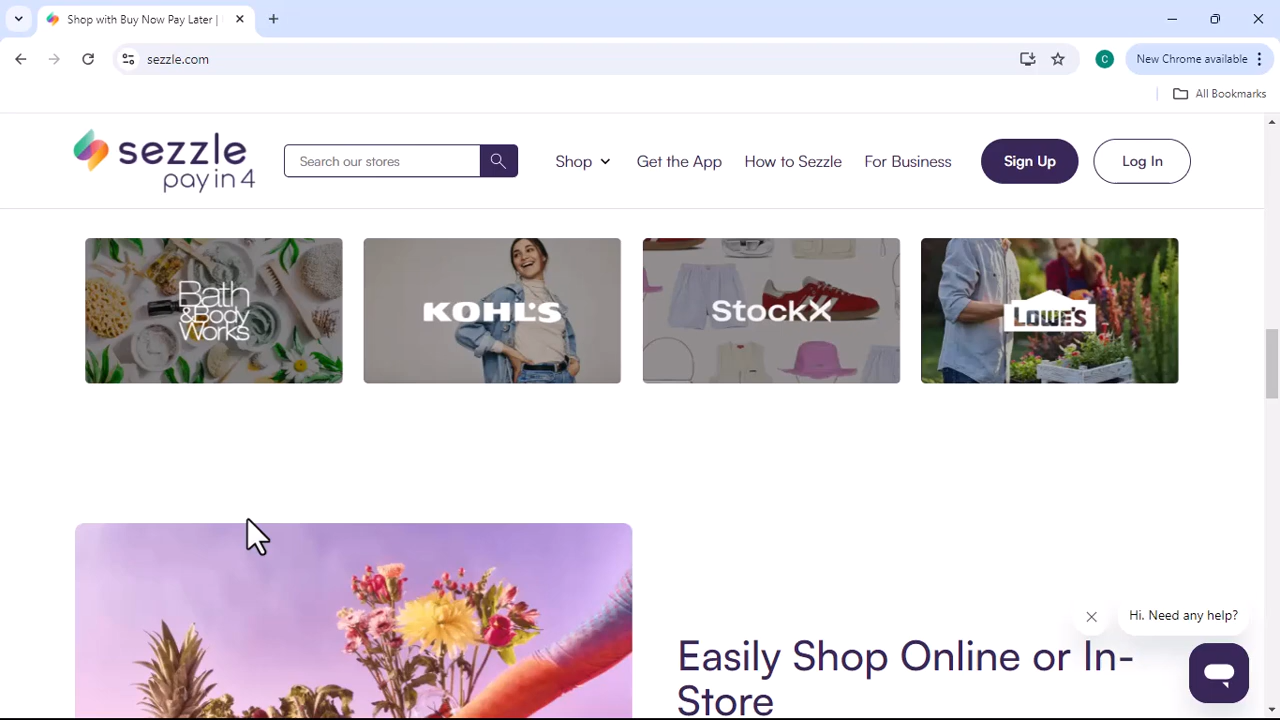 Shop with Buy Now Pay Later |
sezzle.com
C
New Chrome available
All Bookmarks
sezzle
pay in 4
Search our stores
Shop
Get the App
How to Sezzle
For Business
Sign Up
Log In
Bath
&Body
Works
KOHL'S
StockX
LOWE'S
Hi. Need any help?
Easily Shop Online or In-
Store